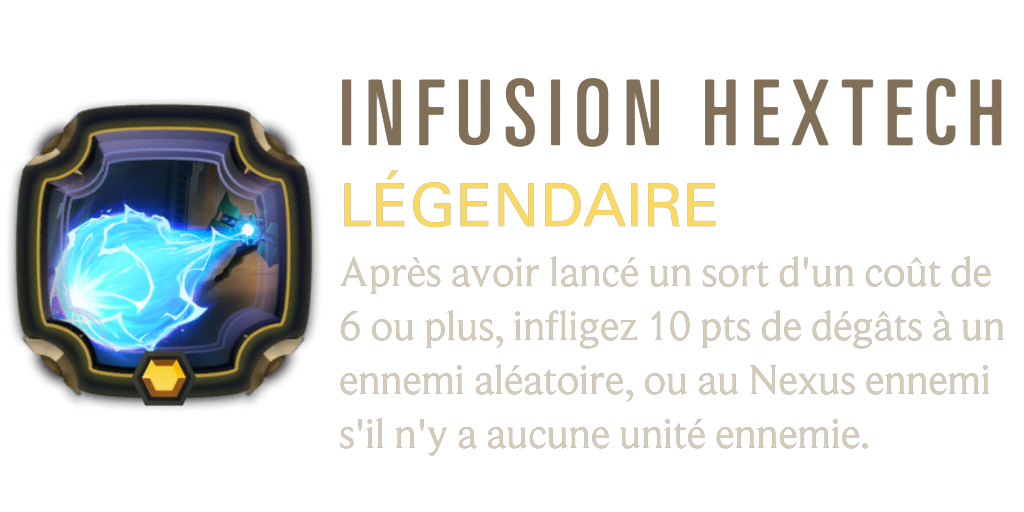 INFUSION HEXTECH
LÉGENDAIRE
Après avoir lancé un sort d'un coût de
6 ou plus, infligez 10 pts de dégâts à un
ennemi aléatoire, ou au Nexus ennemi
s'il n'y a aucune unité ennemie.